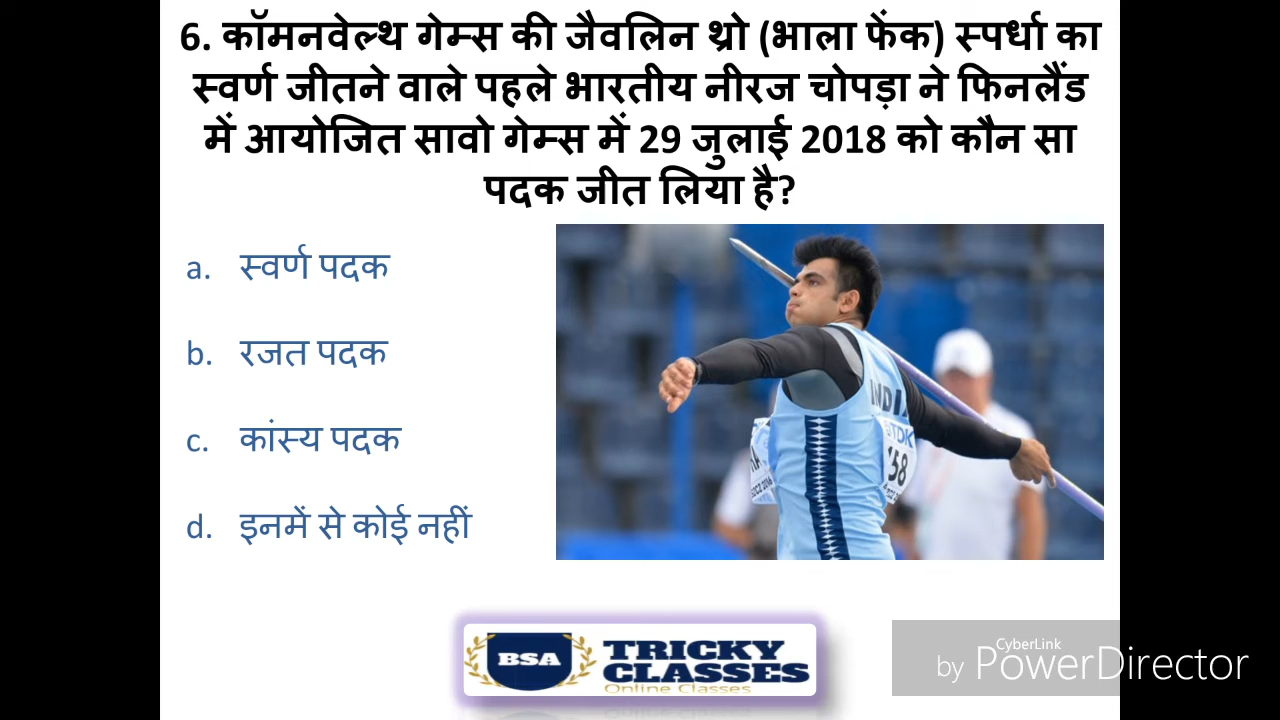 6. कॉमनवेल्थ गेम्स की जैवलिन थ्रो (भाला फेंक) स्पर्धा का
स्वर्ण जीतने वाले पहले भारतीय नीरज चोपड़ा ने फिनलैंड
में आयोजित सावो गेम्स में 29 जुलाई 2018 को कौन सा
पदक जीत लिया है?
a. स्वर्ण पदक
b. रजत पदक
c. कांस्य पदक
d. इनमें से कोई नहीं
INDI
TDK
58
BSA
TRICKY
CLASSES
Online Classes
CyberLink
by PowerDirector